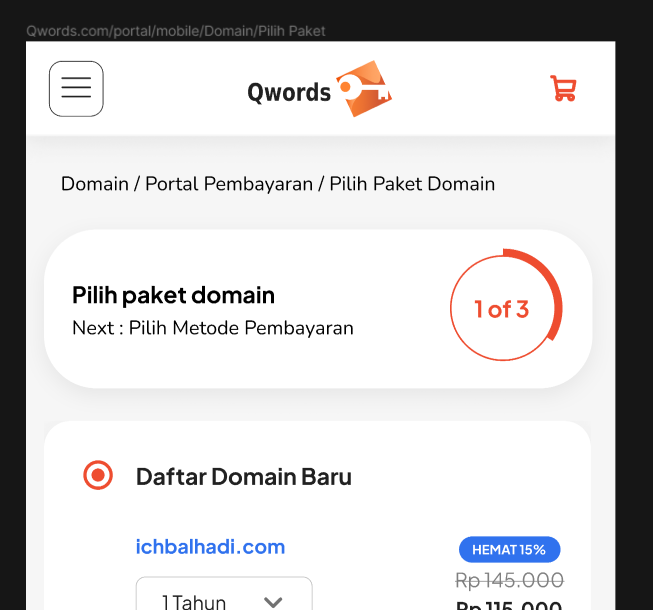 Qwords.com/portal/mobile/Domain/Pilih Paket
Qwords
Domain / Portal Pembayaran / Pilih Paket Domain
Pilih paket domain
Next : Pilih Metode Pembayaran
1 of 3
Daftar Domain Baru
ichbalhadi.com
HEMAT 15%
Rp 145.000
1 Tahun
Rp 115.000